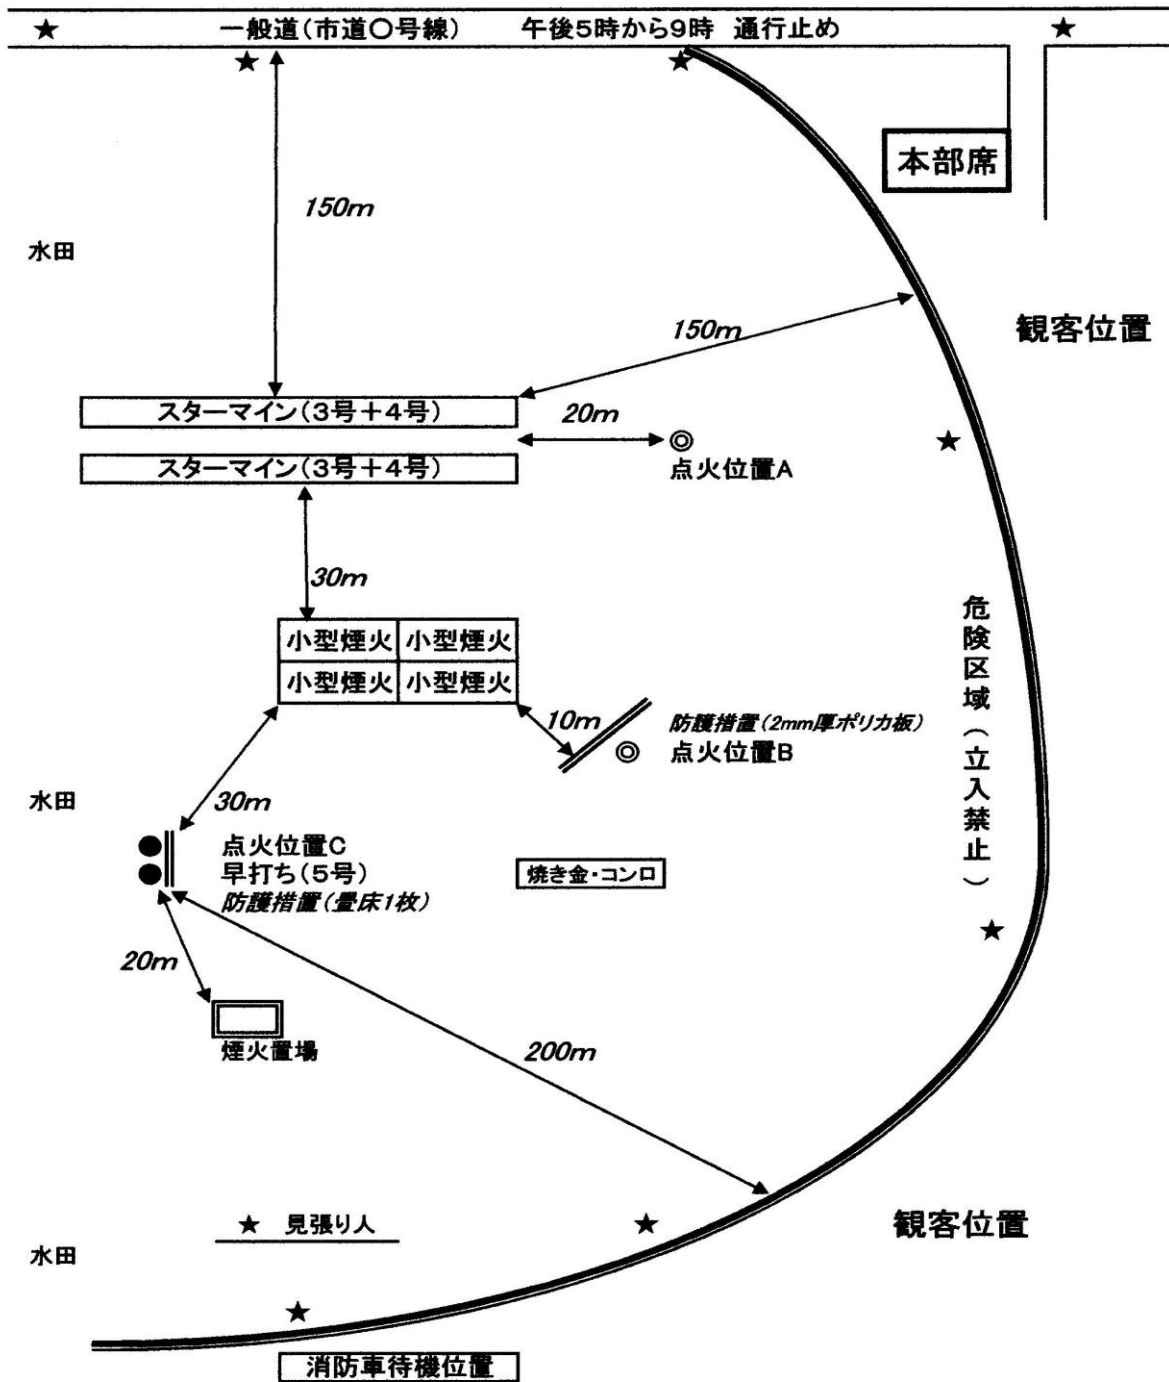 ★ 一般道(市道〇号線) 午後5時から9時 通行止め ★
★ ★
本部席
150m
水田
観客位置
150m
スターマイン(3号+4号)
20m
◎
スターマイン(3号+4号)
点火位置A
★
30m
危険区域(立入禁止)
小型煙火 小型煙火
小型煙火 小型煙火
10m
防護措置(2mm厚ポリカ板)
◎ 点火位置B
水田
30m
● 点火位置C
● 早打ち(5号)
防護措置(畳床1枚)
焼き金・コンロ
★
20m
煙火置場
200m
観客位置
★ 見張り人
★
水田
★
消防車待機位置